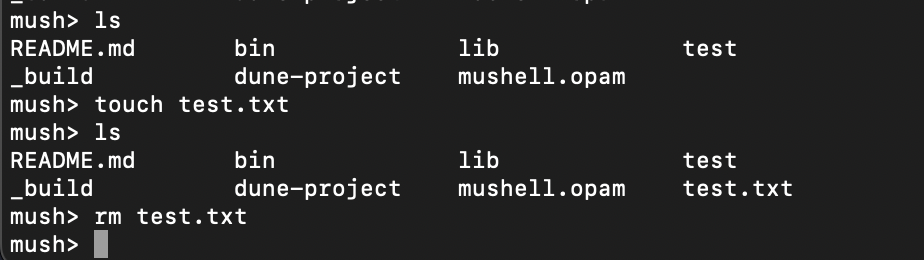 mush> ls
README.md bin lib test
_build dune-project mushell.opam
mush> touch test.txt
mush> ls
README.md bin lib test
_build dune-project mushell.opam test.txt
mush> rm test.txt
mush>